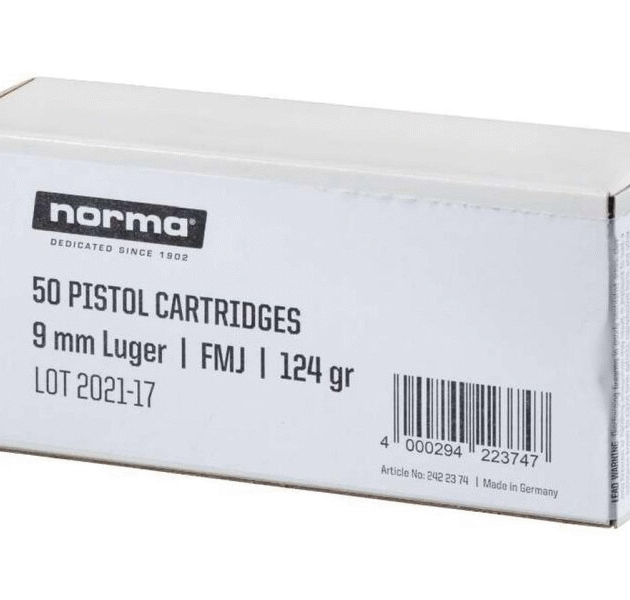 norma®
DEDICATED SINCE 1902
50 PISTOL CARTRIDGES
9 mm Luger | FMJ | 124 gr
LOT 2021-17
4 000294 223747
Article No: 242 23 74 | Made in Germany
LEAD WARNING: